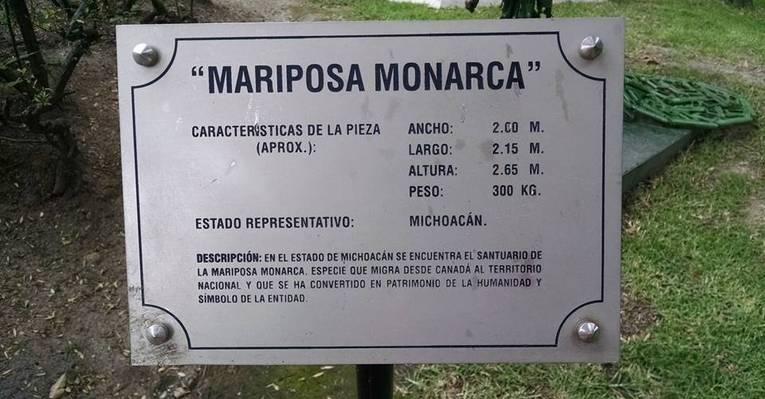 “MARIPOSA MONARCA”
CARACTERÍSTICAS DE LA PIEZA ANCHO: 2.00 M.
(APROX.): LARGO: 2.15 M.
ALTURA: 2.65 M.
PESO: 300 KG.
ESTADO REPRESENTATIVO: MICHOACÁN.
DESCRIPCIÓN: EN EL ESTADO DE MICHOACÁN SE ENCUENTRA EL SANTUARIO DE
LA MARIPOSA MONARCA. ESPECIE QUE MIGRA DESDE CANADÁ AL TERRITORIO
NACIONAL Y QUE SE HA CONVERTIDO EN PATRIMONIO DE LA HUMANIDAD Y
SÍMBOLO DE LA ENTIDAD.